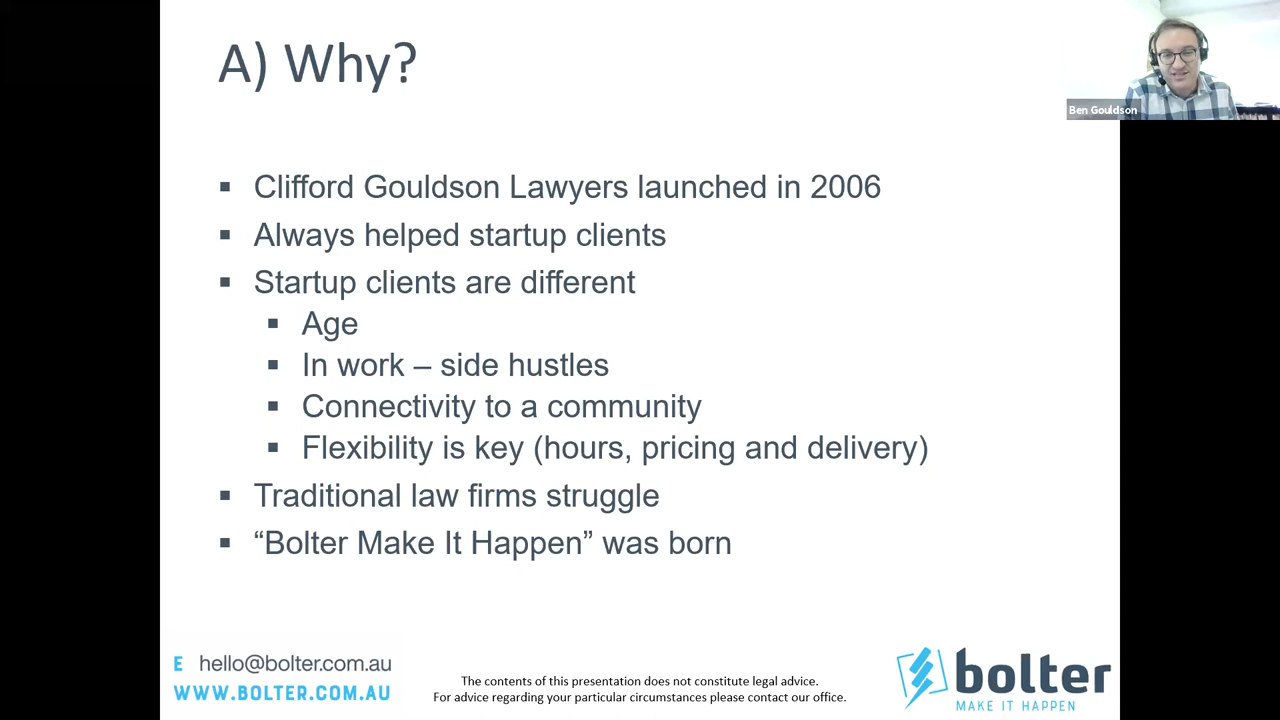 A) Why?
Ben Gouldson
▪ Clifford Gouldson Lawyers launched in 2006
▪ Always helped startup clients
▪ Startup clients are different
▪ Age
▪ In work – side hustles
▪ Connectivity to a community
▪ Flexibility is key (hours, pricing and delivery)
▪ Traditional law firms struggle
▪ “Bolter Make It Happen” was born
E hello@bolter.com.au
WWW.BOLTER.COM.AU
The contents of this presentation does not constitute legal advice.
For advice regarding your particular circumstances please contact our office.
bolter
MAKE IT HAPPEN